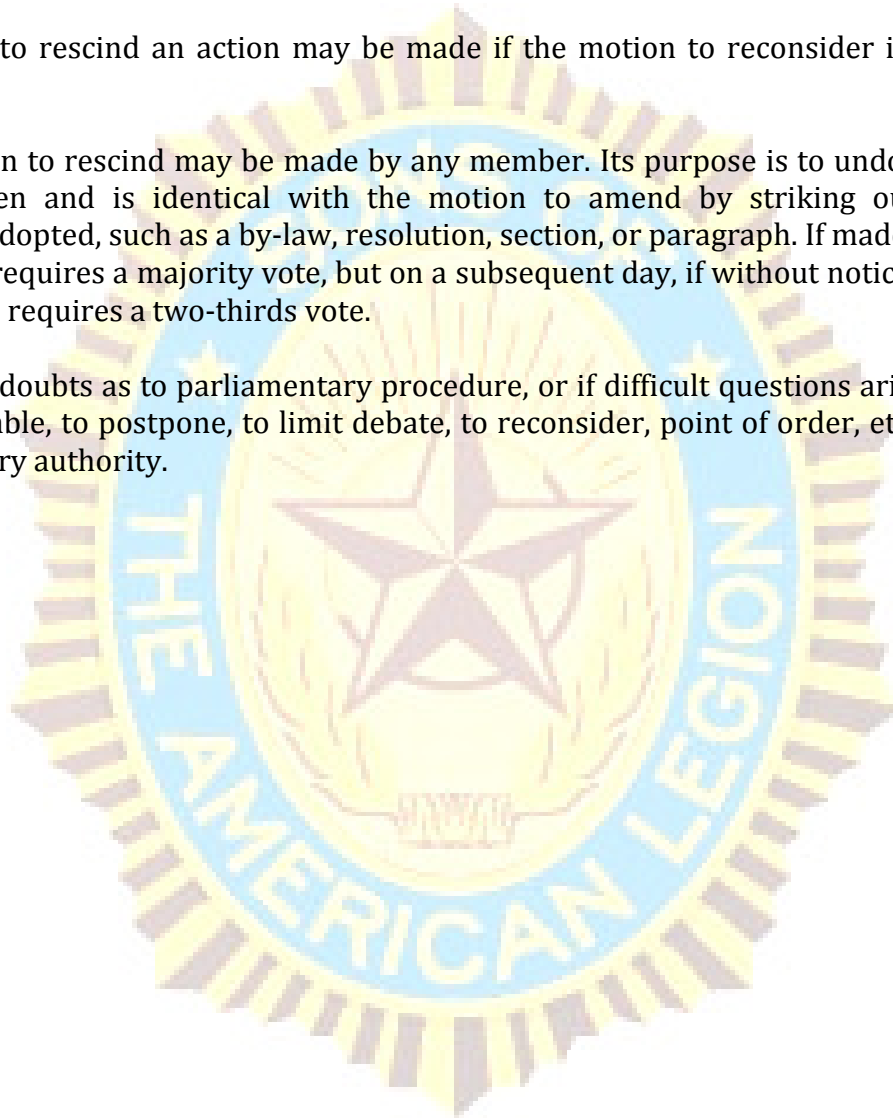 to rescind an action may be made if the motion to reconsider i
n to rescind may be made by any member. Its purpose is to undo
en and is identical with the motion to amend by striking ou
dopted, such as a by-law, resolution, section, or paragraph. If made
requires a majority vote, but on a subsequent day, if without notic
requires a two-thirds vote.
doubts as to parliamentary procedure, or if difficult questions ari
ble, to postpone, to limit debate, to reconsider, point of order, et
ry authority.
SONS OF
THE AMERICAN LEGION